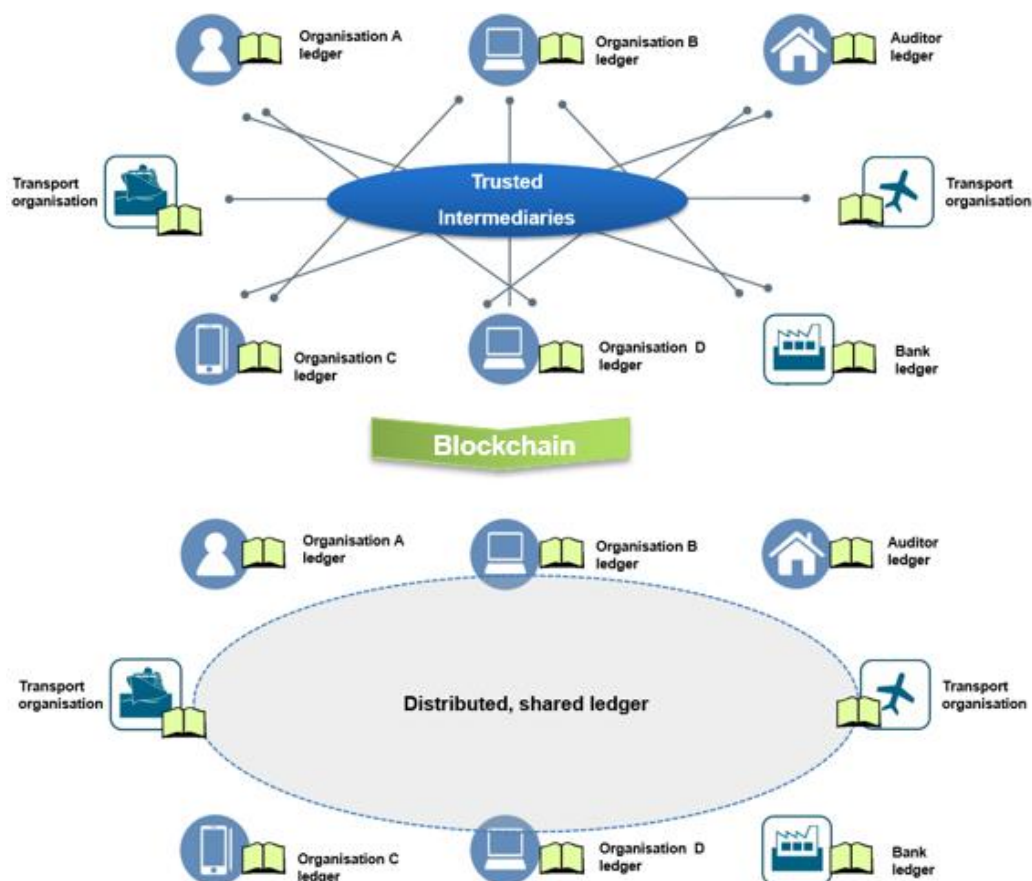 Organisation A
ledger
Organisation B
ledger
Auditor
ledger
Transport
organisation
Trusted
Intermediaries
Transport
organisation
Organisation C
ledger
Organisation  D
ledger
Bank
ledger
Blockchain
Organisation A
ledger
Organisation B
ledger
Auditor
ledger
Transport
organisation
Distributed, shared ledger
Transport
organisation
Organisation C
ledger
Organisation  D
ledger
Bank
ledger